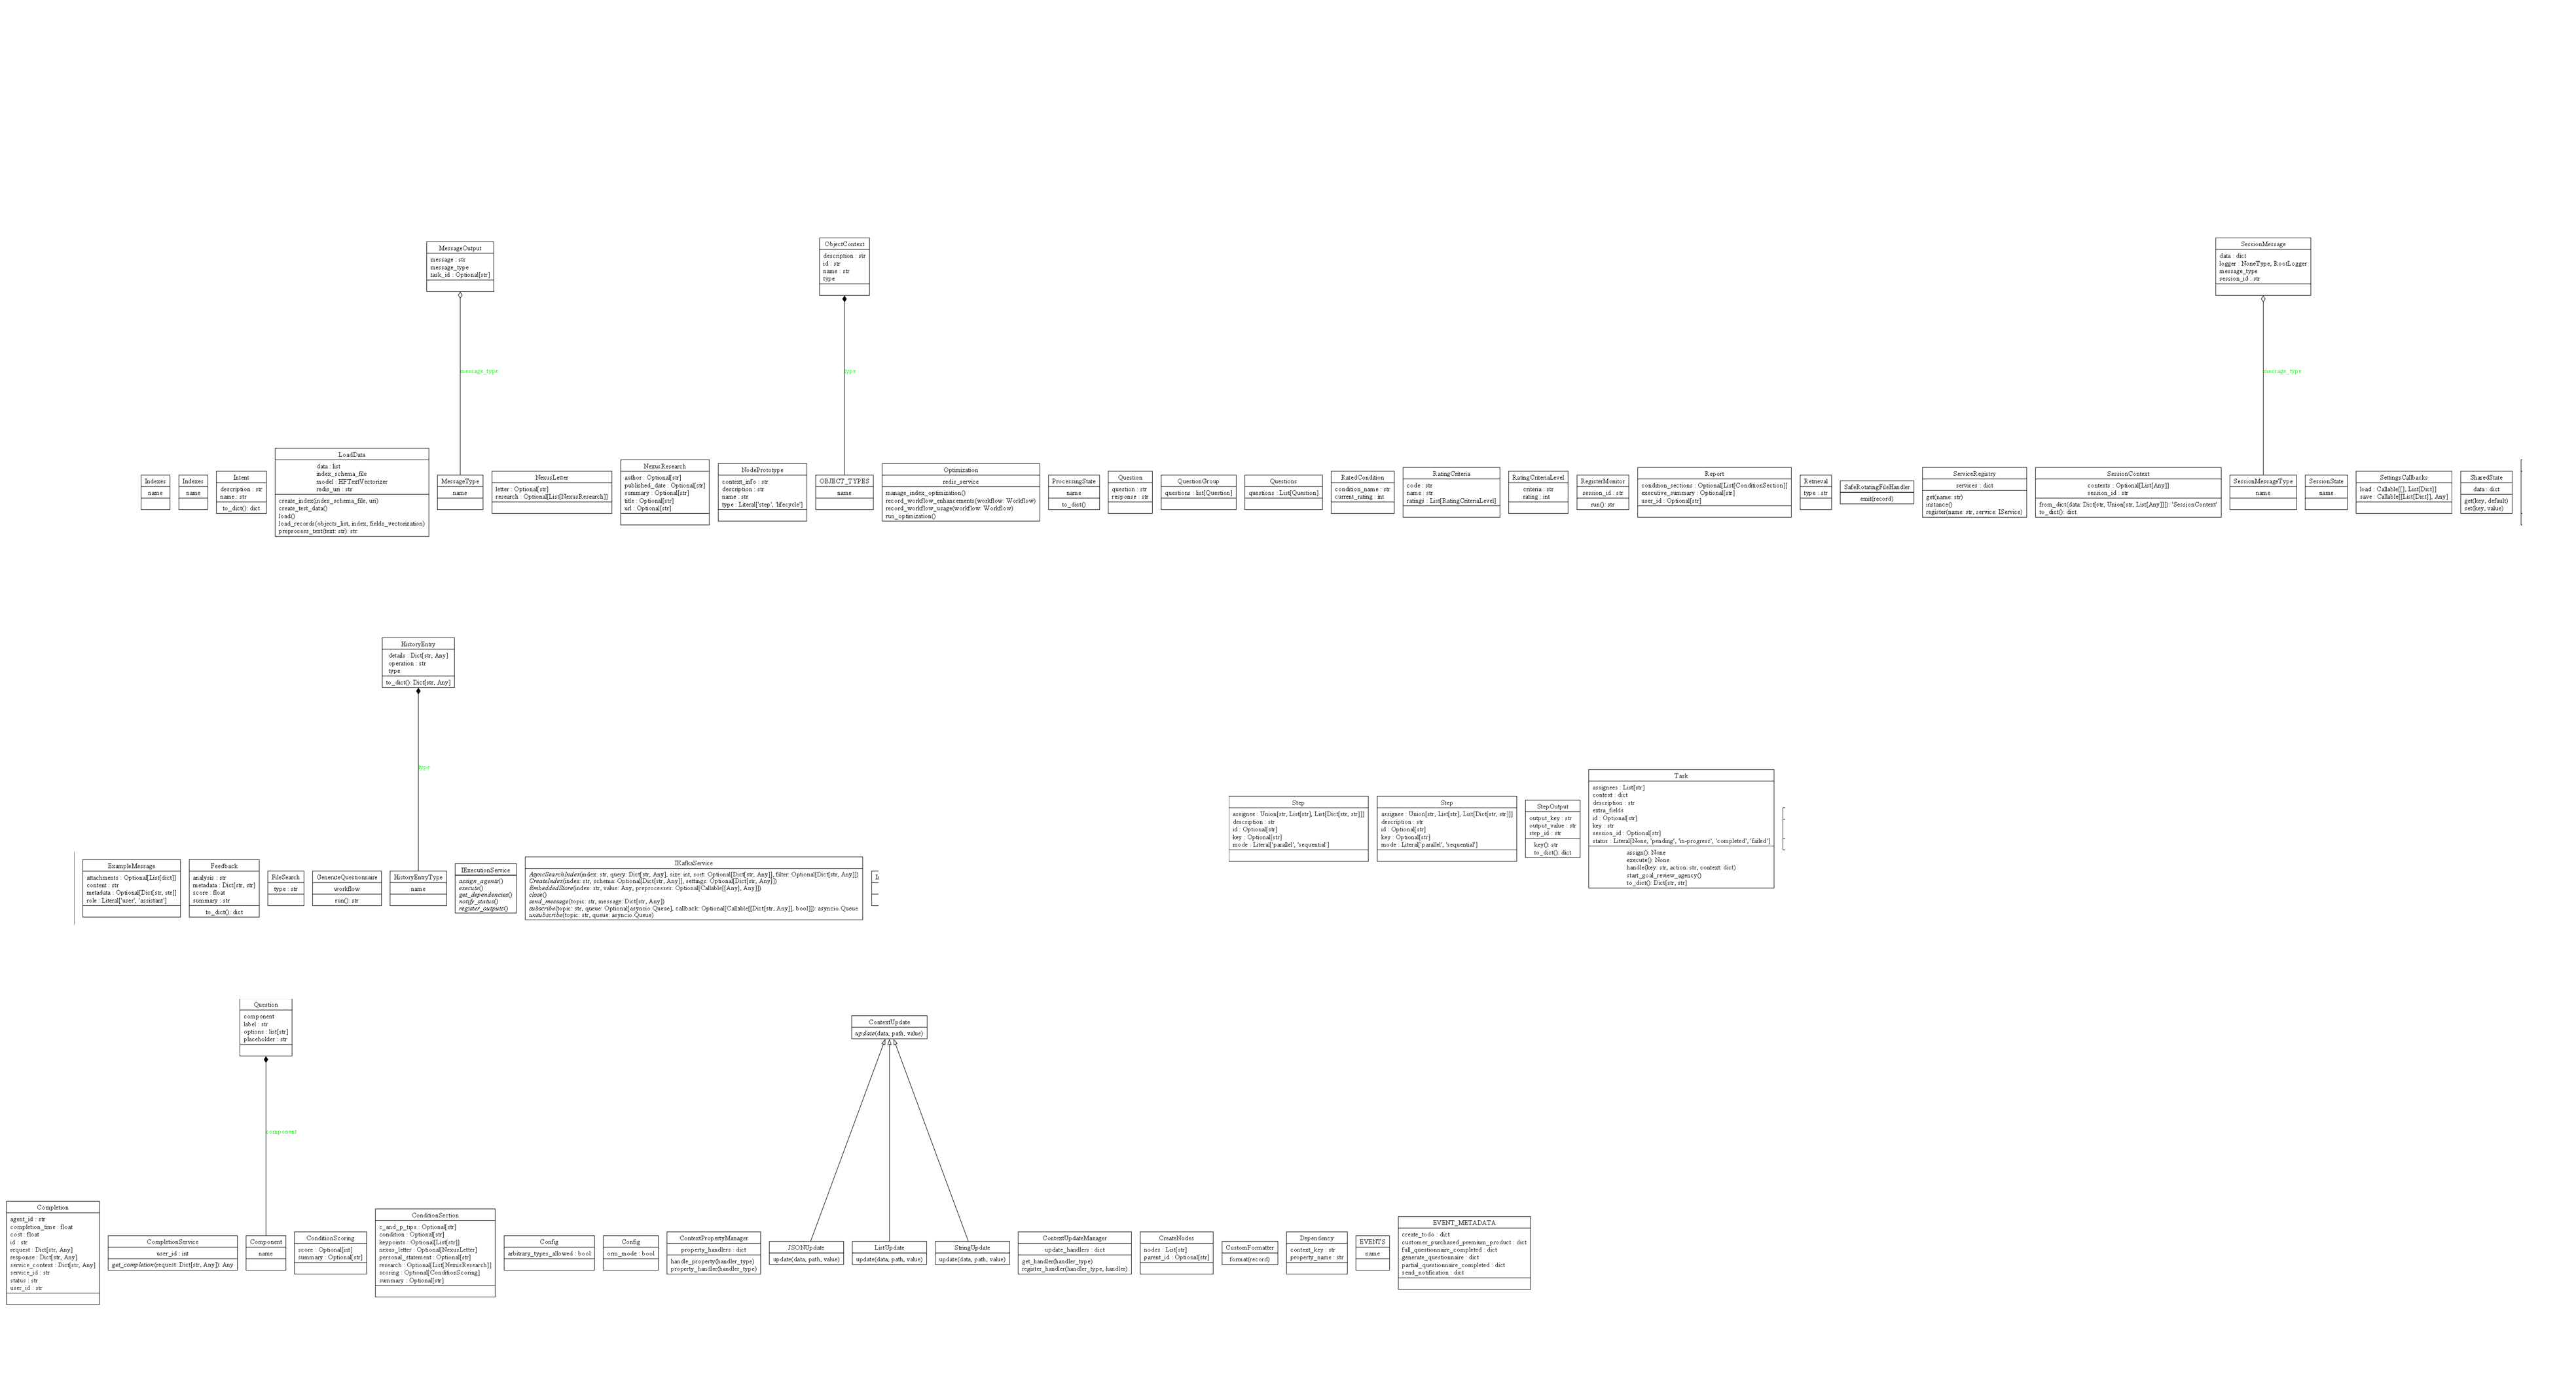 MessageOutput
message : str
message_type
task_id : Optional[str]
ObjectContext
description : str
id : str
name : str
type
SessionMessage
data : dict
logger : NoneType, RootLogger
message_type
session_id : str
message_type
type
message_type
Indexes
name
Indexes
name
Intent
description : str
name : str
to_dict(): dict
LoadData
data : list
index_schema_file
model : HFTextVectorizer
redis_uri : str
create_index(index_schema_file, uri)
create_test_data()
load()
load_records(objects_list, index, fields_vectorization)
preprocess_text(text: str): str
MessageType
name
NexusLetter
letter : Optional[str]
research : Optional[List[NexusResearch]]
NexusResearch
author : Optional[str]
published_date : Optional[str]
summary : Optional[str]
title : Optional[str]
url : Optional[str]
NodePrototype
context_info : str
description : str
name : str
type : Literal['step', 'lifecycle']
OBJECT_TYPES
name
Optimization
redis_service
manage_index_optimization()
record_workflow_enhancements(workflow: Workflow)
record_workflow_usage(workflow: Workflow)
run_optimization()
ProcessingState
name
to_dict()
Question
question : str
response : str
QuestionGroup
questions : list[Question]
Questions
questions : List[Question]
RatedCondition
condition_name : str
current_rating : int
RatingCriteria
code : str
name : str
ratings : List[RatingCriteriaLevel]
RatingCriteriaLevel
criteria : str
rating : int
RegisterMonitor
session_id : str
run(): str
Report
condition_sections : Optional[List[ConditionSection]]
executive_summary : Optional[str]
user_id : Optional[str]
Retrieval
type : str
SafeRotatingFileHandler
emit(record)
ServiceRegistry
services : dict
get(name: str)
instance()
register(name: str, service: IService)
SessionContext
contexts : Optional[List[Any]]
session_id : str
from_dict(data: Dict[str, Union[str, List[Any]]]): 'SessionContext'
to_dict(): dict
SessionMessageType
name
SessionState
name
SettingsCallbacks
load : Callable[[], List[Dict]]
save : Callable[[List[Dict]], Any]
SharedState
data : dict
get(key, default)
set(key, value)
HistoryEntry
details : Dict[str, Any]
operation : str
type
to_dict(): Dict[str, Any]
type
ExampleMessage
attachments : Optional[List[dict]]
content : str
metadata : Optional[Dict[str, str]]
role : Literal['user', 'assistant']
Feedback
analysis : str
metadata : Dict[str, str]
score : float
summary : str
to_dict(): dict
FileSearch
type : str
GenerateQuestionnaire
workflow
run(): str
HistoryEntryType
name
IExecutionService
assign_agents()
execute()
get_dependencies()
notify_status()
register_outputs()
IKafkaService
AsyncSearchIndex(index: str, query: Dict[str, Any], size: int, sort: Optional[Dict[str, Any]], filter: Optional[Dict[str, Any]])
CreateIndex(index: str, schema: Optional[Dict[str, Any]], settings: Optional[Dict[str, Any]])
EmbeddedStore(index: str, value: Any, preprocesses: Optional[Callable[[Any], Any]])
close()
send_message(topic: str, message: Dict[str, Any])
subscribe(topic: str, queue: Optional[asyncio.Queue], callback: Optional[Callable[[Dict[str, Any]], bool]]): asyncio.Queue
unsubscribe(topic: str, queue: asyncio.Queue)
Step
assignee : Union[str, List[str], List[Dict[str, str]]]
description : str
id : Optional[str]
key : Optional[str]
mode : Literal['parallel', 'sequential']
Step
assignee : Union[str, List[str], List[Dict[str, str]]]
description : str
id : Optional[str]
key : Optional[str]
mode : Literal['parallel', 'sequential']
StepOutput
output_key : str
output_value : str
step_id : str
key(): str
to_dict(): dict
Task
assignees : List[str]
context : dict
description : str
extra_fields
id : Optional[str]
key : str
session_id : Optional[str]
status : Literal[None, 'pending', 'in-progress', 'completed', 'failed']
assign(): None
execute(): None
handle(key: str, action: str, context: dict)
start_goal_review_agency()
to_dict(): Dict[str, str]
Question
component
label : str
options : list[str]
placeholder : str
component
ContextUpdate
update(data, path, value)
Completion
agent_id : str
completion_time : float
cost : float
id : str
request : Dict[str, Any]
response : Dict[str, Any]
service_context : Dict[str, Any]
service_id : str
status : str
user_id : str
CompletionService
user_id : int
get_completion(request: Dict[str, Any]): Any
Component
name
ConditionScoring
score : Optional[int]
summary : Optional[str]
ConditionSection
c_and_p_tips : Optional[str]
condition : Optional[str]
keypoints : Optional[List[str]]
nexus_letter : Optional[NexusLetter]
personal_statement : Optional[str]
research : Optional[List[NexusResearch]]
scoring : Optional[ConditionScoring]
summary : Optional[str]
Config
arbitrary_types_allowed : bool
Config
orm_mode : bool
ContextPropertyManager
property_handlers : dict
handle_property(handler_type)
property_handler(handler_type)
JSONUpdate
update(data, path, value)
ListUpdate
update(data, path, value)
StringUpdate
update(data, path, value)
ContextUpdateManager
update_handlers : dict
get_handler(handler_type)
register_handler(handler_type, handler)
CreateNodes
nodes : List[str]
parent_id : Optional[str]
CustomFormatter
format(record)
Dependency
context_key : str
property_name : str
EVENTS
name
EVENT_METADATA
create_todo : dict
customer_purchased_premium_product : dict
full_questionnaire_completed : dict
generate_questionnaire : dict
partial_questionnaire_completed : dict
send_notification : dict